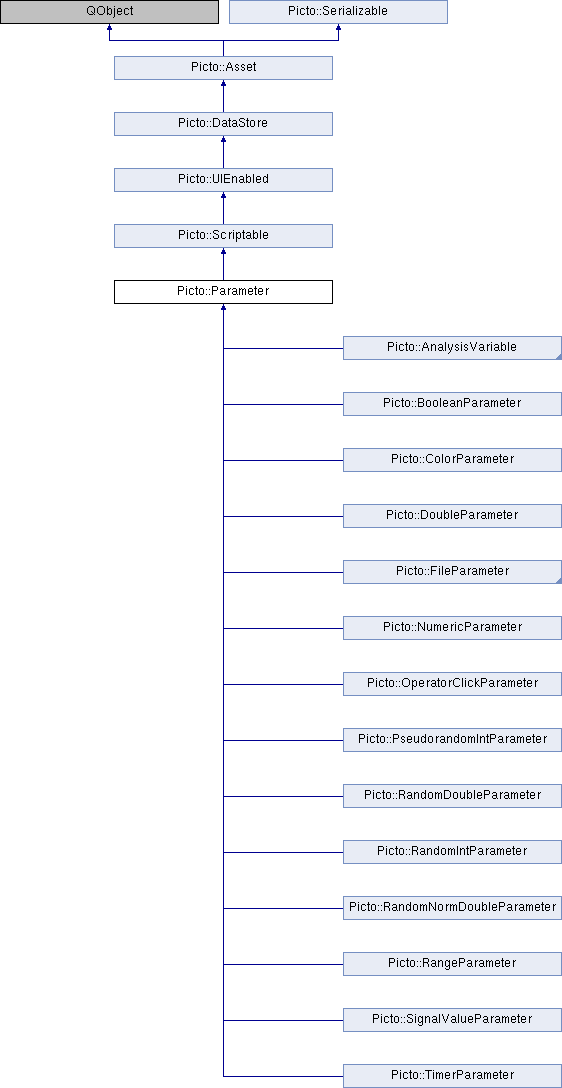 QObject
Picto::Serializable
Picto::Asset
Picto::DataStore
Picto::UIEnabled
Picto::Scriptable
Picto::Parameter
Picto::AnalysisVariable
Picto::BooleanParameter
Picto::ColorParameter
Picto::DoubleParameter
Picto::FileParameter
Picto::NumericParameter
Picto::OperatorClickParameter
Picto::PseudorandomIntParameter
Picto::RandomDoubleParameter
Picto::RandomIntParameter
Picto::RandomNormDoubleParameter
Picto::RangeParameter
Picto::SignalValueParameter
Picto::TimerParameter